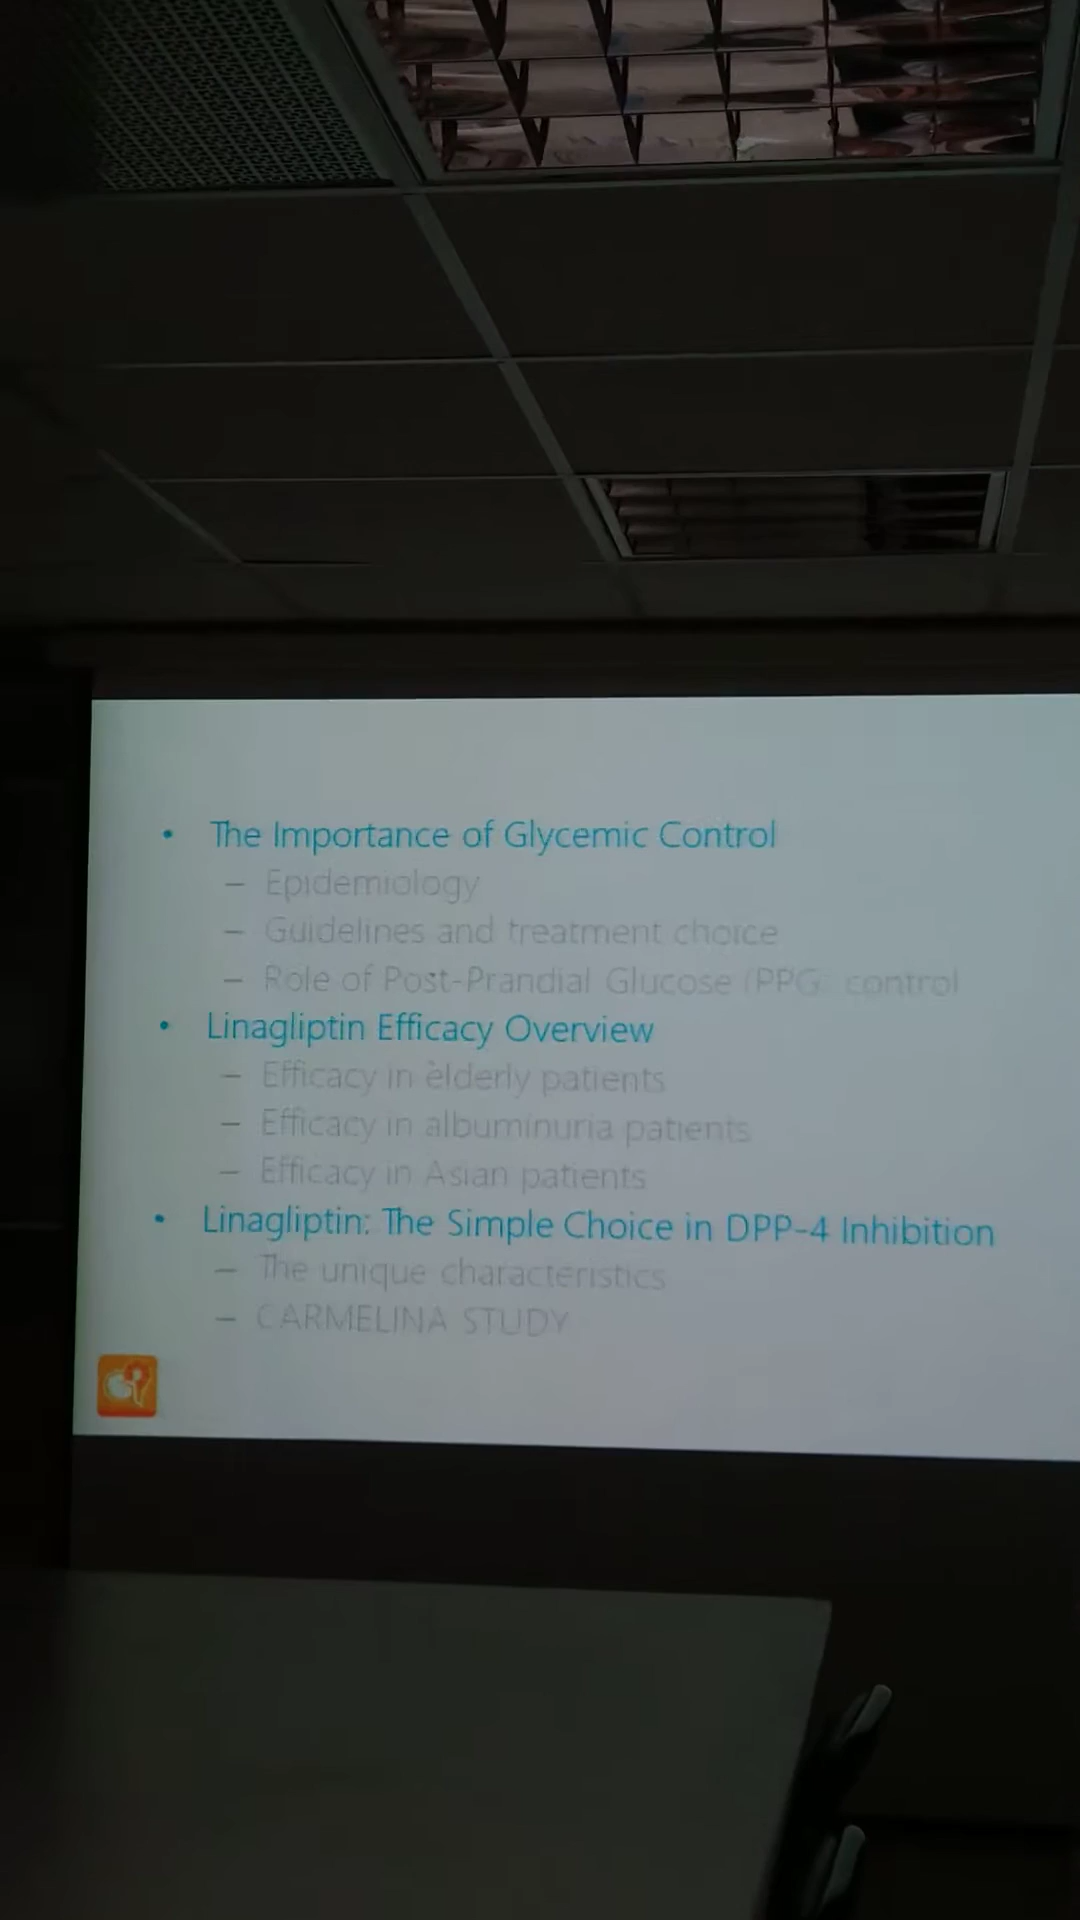 • The Importance of Glycemic Control
– Epidemiology
– Guidelines and treatment choice
– Role of Post-Prandial Glucose (PPG) control
• Linagliptin Efficacy Overview
– Efficacy in elderly patients
– Efficacy in albuminuria patients
– Efficacy in Asian patients
• Linagliptin: The Simple Choice in DPP-4 Inhibition
– The unique characteristics
– CARMELINA STUDY